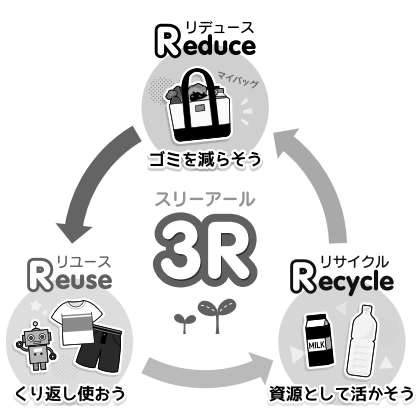 リデュース
Reduce
マイバッグ
ゴミを減らそう
スリーアール
3R
リユース
Reuse
くり返し使おう
リサイクル
Recycle
MILK
資源として活かそう